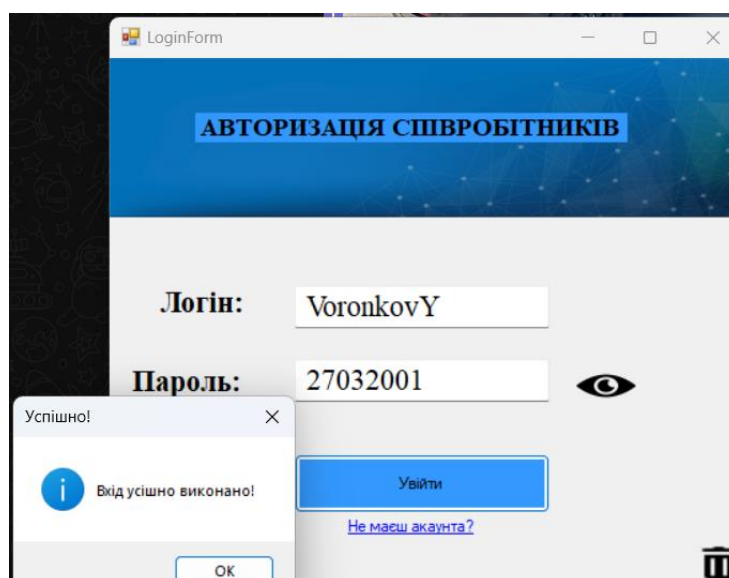 LoginForm
АВТОРИЗАЦІЯ СПІВРОБІТНИКІВ
Логін:
VoronkovY
Пароль:
27032001
Успішно!
Вхід усішно виконано!
Увійти
Не маєш акаунта?
OK